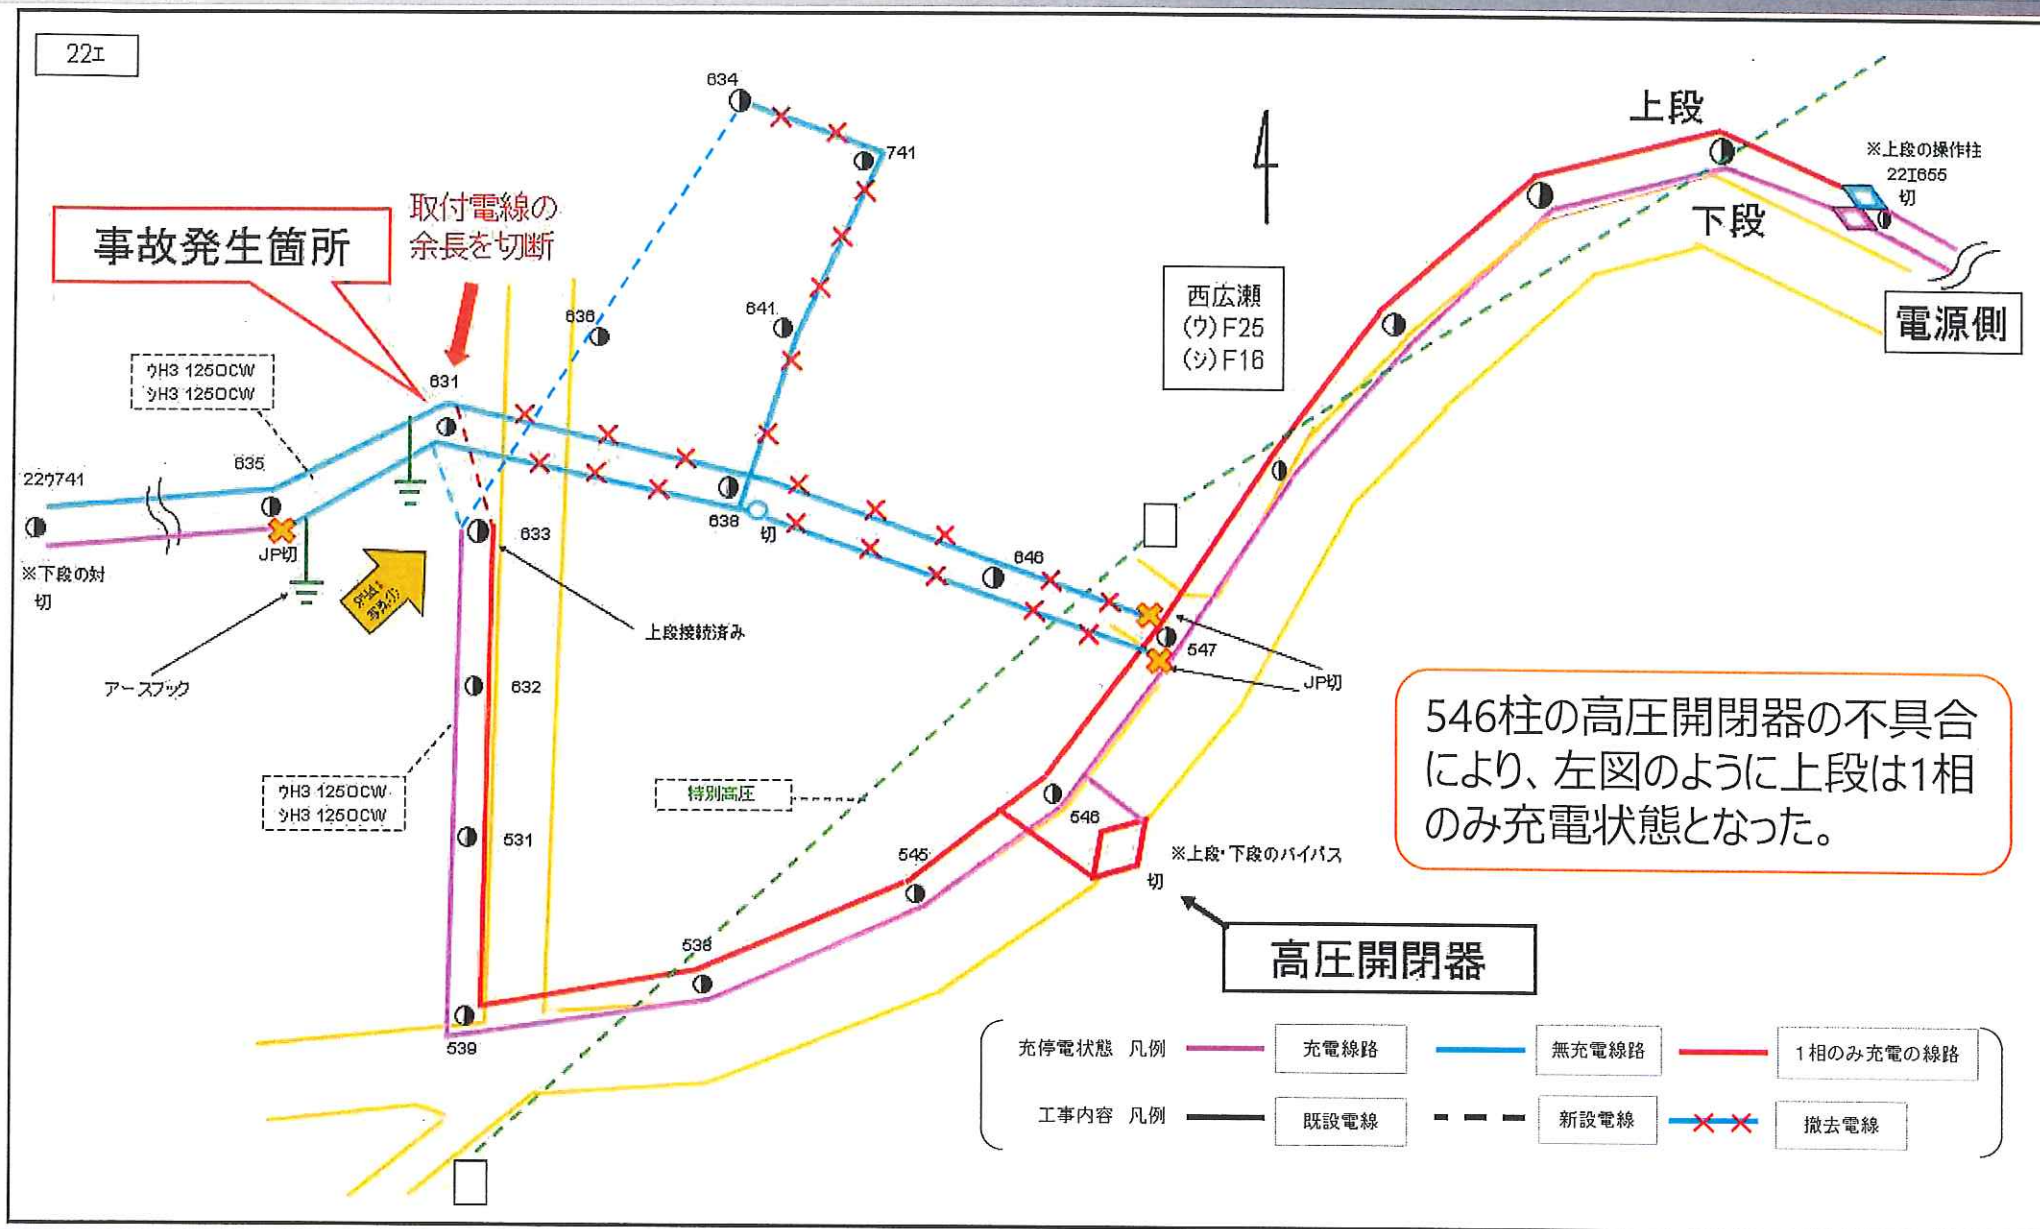 22ｴ
634
741
上段
※上段の操作柱
22ｴ655
切
下段
電源側
事故発生箇所
取付電線の
余長を切断
636
641
西広瀬
(ウ)F25
(シ)F16
ｳH3 125OCW
ｼH3 125OCW
631
635
22ｳ741
638
切
633
646
JP切
※下段の対
切
上段接続済み
547
アースフック
JP切
632
546柱の高圧開閉器の不具合
により、左図のように上段は1相
のみ充電状態となった。
ｳH3 125OCW
ｼH3 125OCW
特別高圧
546
531
545
※上段・下段のバイパス
切
538
高圧開閉器
539
充停電状態 凡例
充電線路
無充電線路
1相のみ充電の線路
工事内容 凡例
既設電線
新設電線
撤去電線